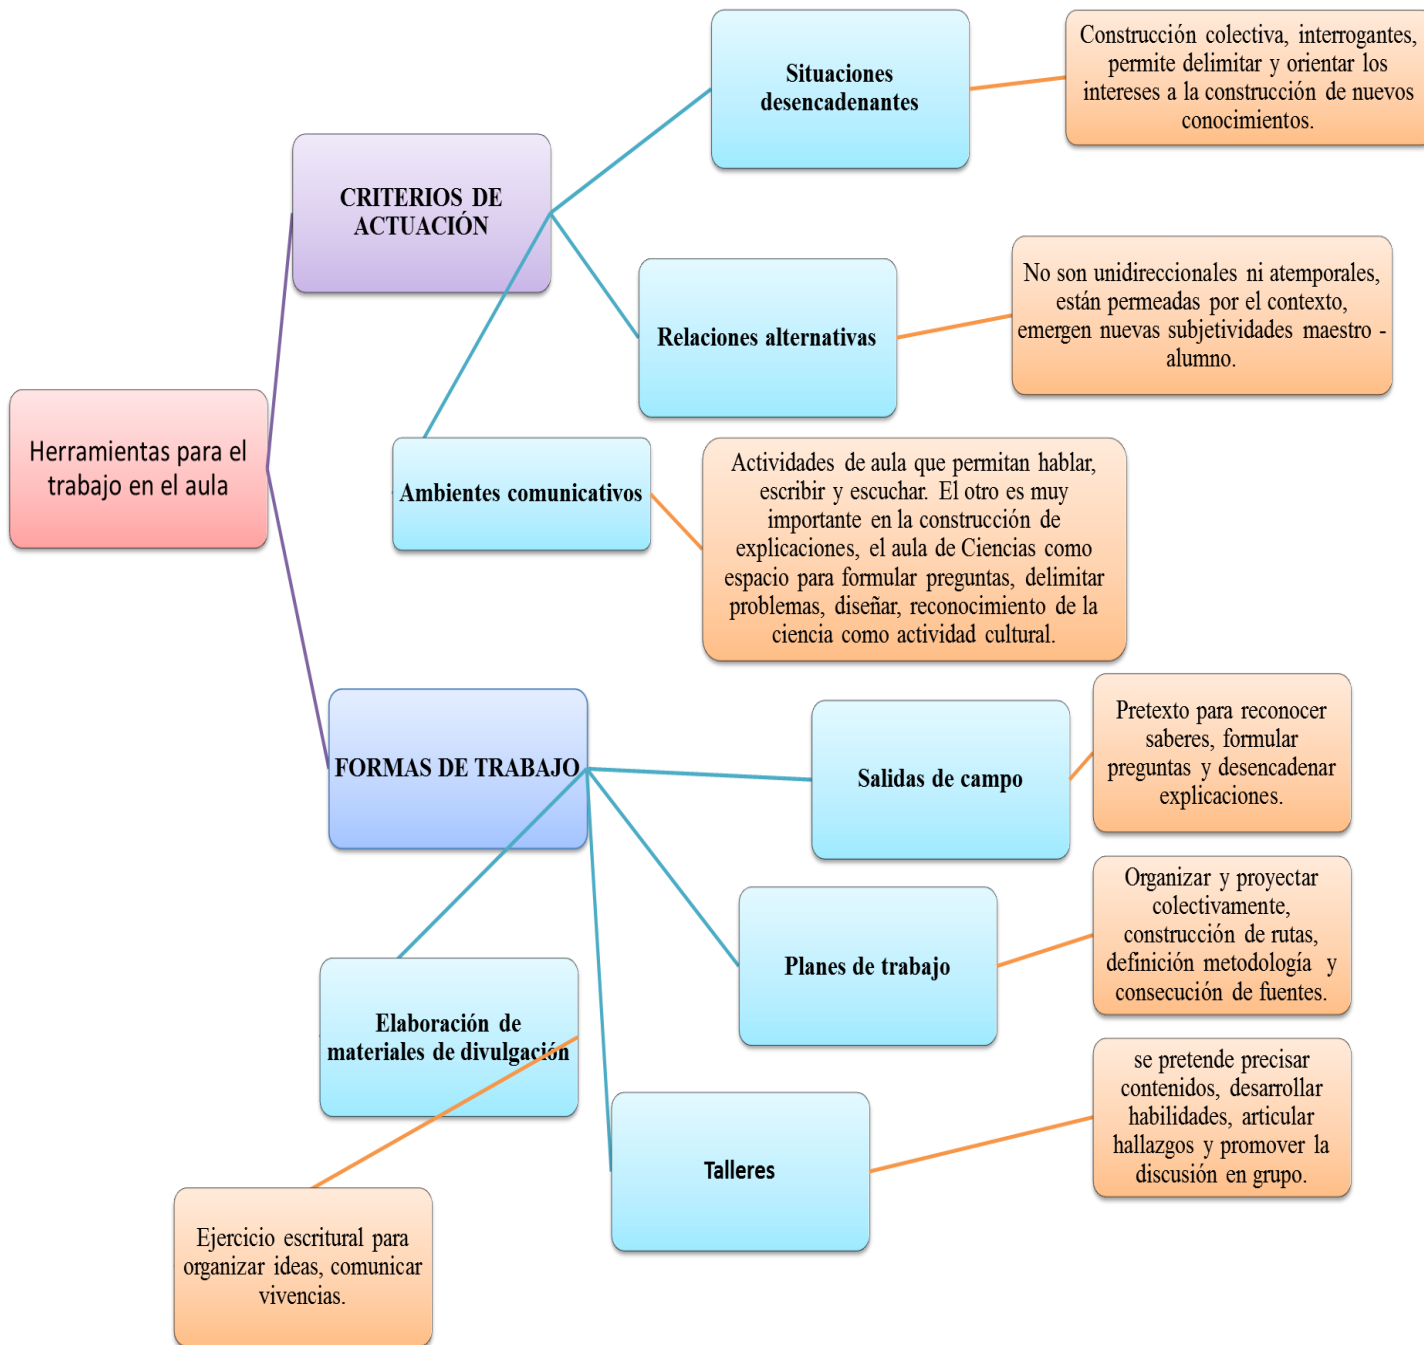 Herramientas para el
trabajo en el aula
CRITERIOS DE
ACTUACIÓN
Situaciones
desencadenantes
Construcción colectiva, interrogantes,
permite delimitar y orientar los
intereses a la construcción de nuevos
conocimientos.
Relaciones alternativas
No son unidireccionales ni atemporales,
están permeadas por el contexto,
emergen nuevas subjetividades maestro -
alumno.
Ambientes comunicativos
Actividades de aula que permitan hablar,
escribir y escuchar. El otro es muy
importante en la construcción de
explicaciones, el aula de Ciencias como
espacio para formular preguntas, delimitar
problemas, diseñar, reconocimiento de la
ciencia como actividad cultural.
FORMAS DE TRABAJO
Salidas de campo
Pretexto para reconocer
saberes, formular
preguntas y desencadenar
explicaciones.
Planes de trabajo
Organizar y proyectar
colectivamente,
construcción de rutas,
definición metodología y
consecución de fuentes.
Elaboración de
materiales de divulgación
Ejercicio escritural para
organizar ideas, comunicar
vivencias.
Talleres
se pretende precisar
contenidos, desarrollar
habilidades, articular
hallazgos y promover la
discusión en grupo.